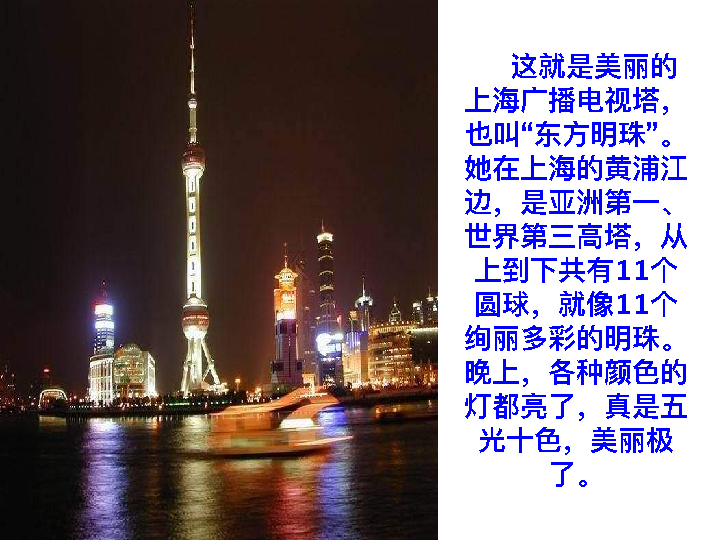 这就是美丽的
上海广播电视塔，
也叫“东方明珠”。
她在上海的黄浦江
边，是亚洲第一、
世界第三高塔，从
上到下共有11个
圆球，就像11个
绚丽多彩的明珠。
晚上，各种颜色的
灯都亮了，真是五
光十色，美丽极
了。